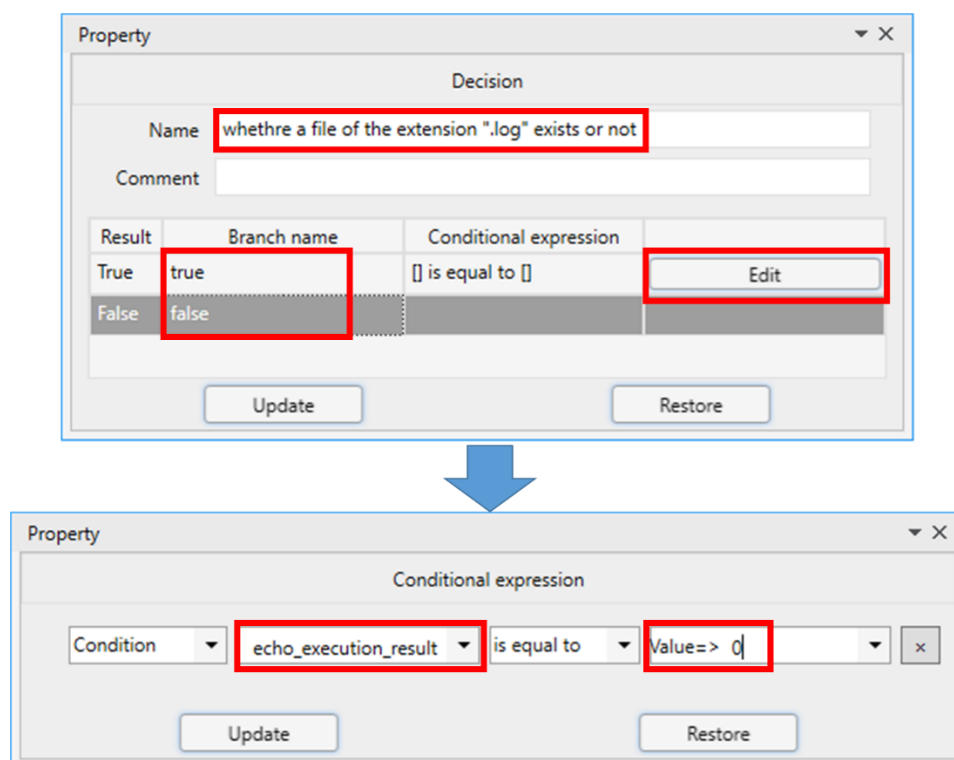 Property
Decision
Name whethre a file of the extension ".log" exists or not
Comment
Result Branch name Conditional expression
True true [] is equal to [] Edit
False false
Update Restore
Property
Conditional expression
Condition echo_execution_result is equal to Value=> 0 ×
Update Restore